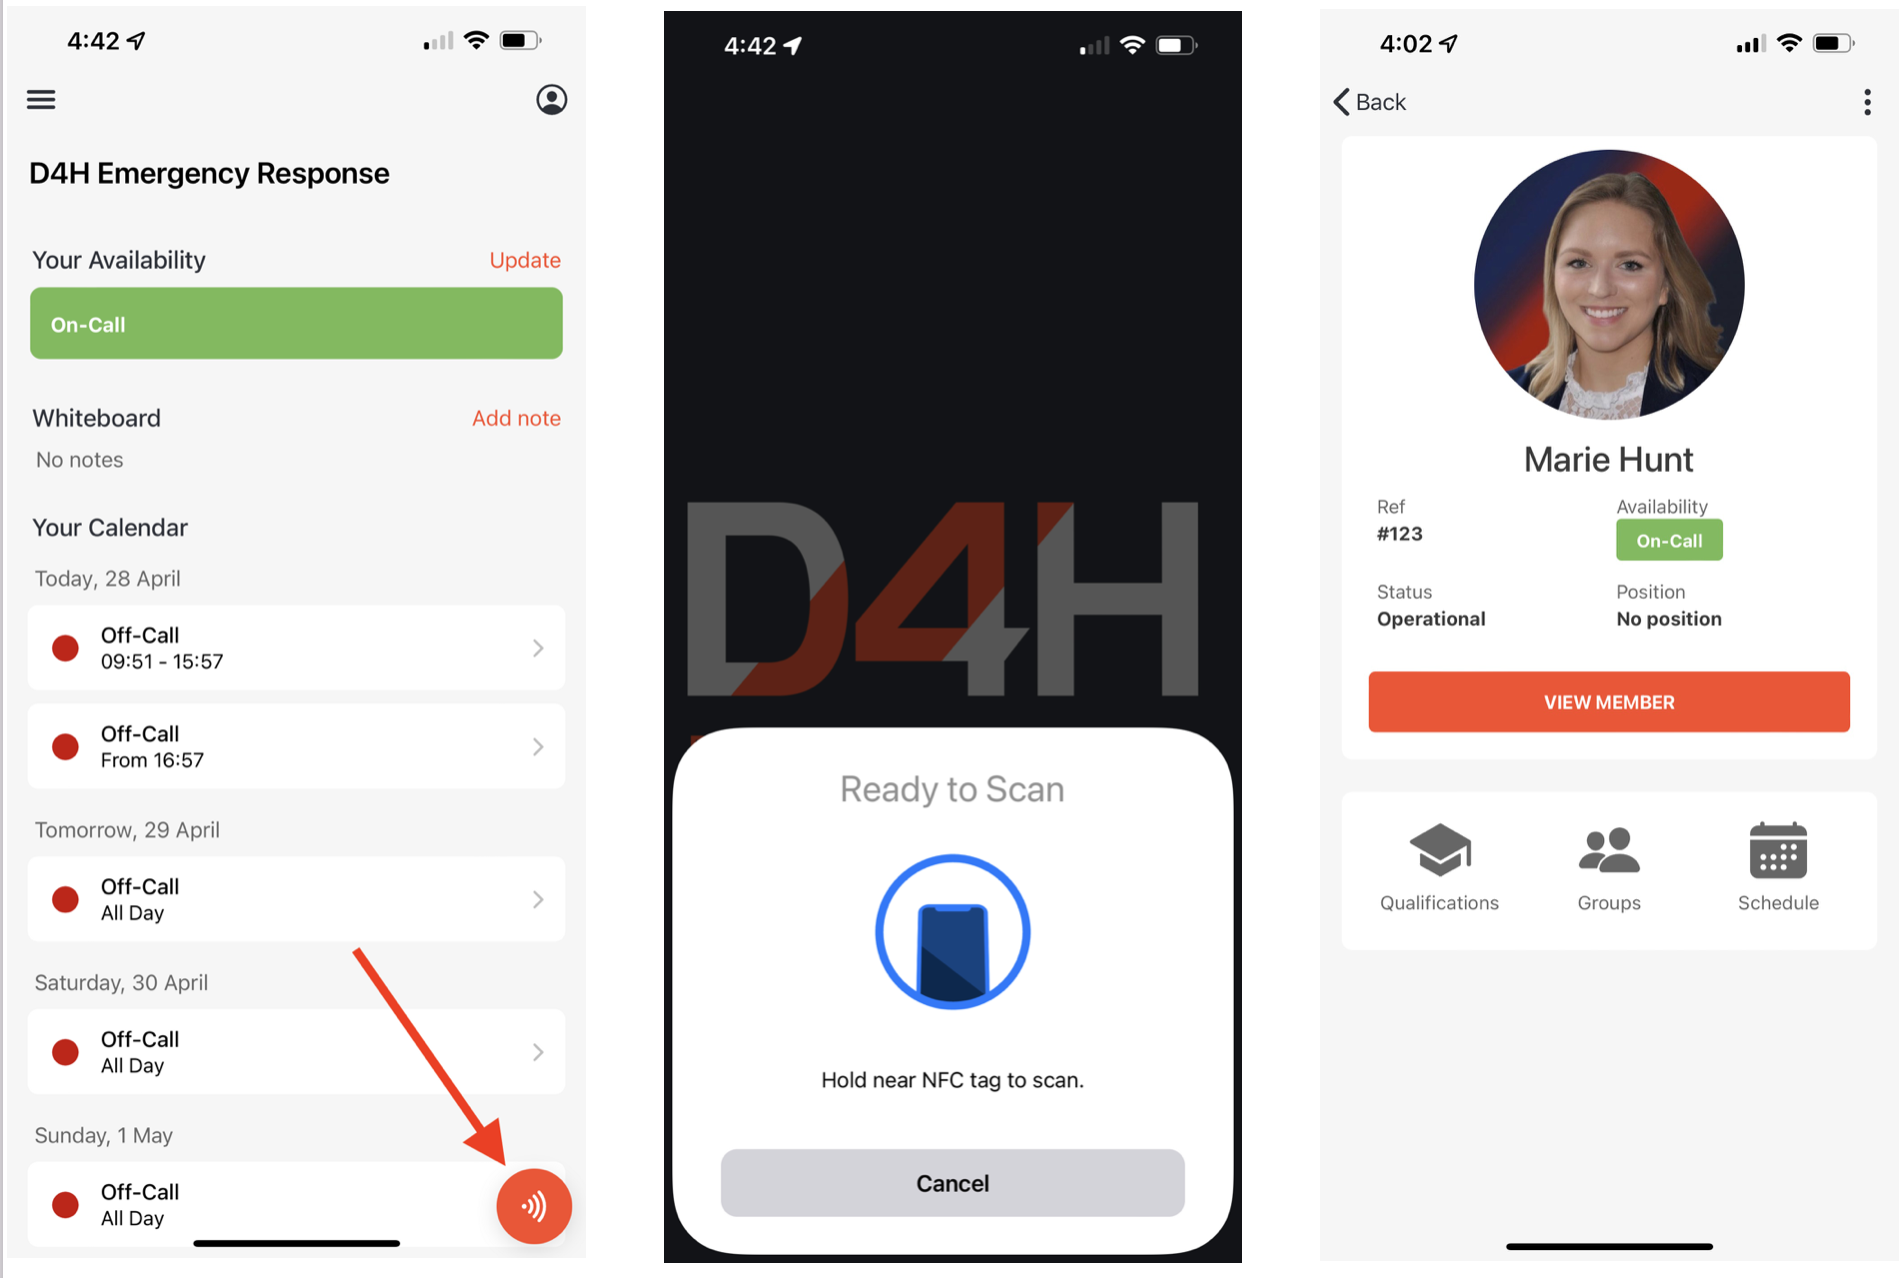 4:42
D4H Emergency Response
Your Availability
Update
On-Call
Whiteboard
Add note
No notes
Your Calendar
Today, 28 April
Off-Call
09:51 - 15:57
Off-Call
From 16:57
Tomorrow, 29 April
Off-Call
All Day
Saturday, 30 April
Off-Call
All Day
Sunday, 1 May
Off-Call
All Day
4:42
D4H
Ready to Scan
Hold near NFC tag to scan.
Cancel
4:02
Back
Marie Hunt
Ref
#123
Availability
On-Call
Status
Operational
Position
No position
VIEW MEMBER
Qualifications
Groups
Schedule